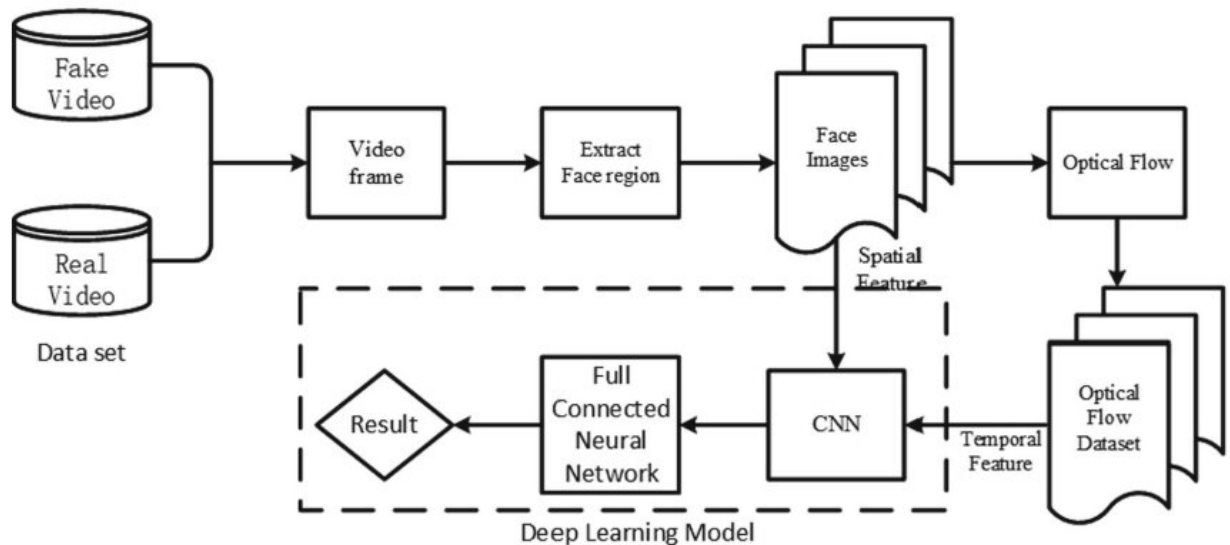 Fake
Video
Real
Video
Data set
Video
frame
Extract
Face region
Face
Images
Optical Flow
Spatial
Feature
Optical
Flow
Dataset
Temporal
Feature
CNN
Full
Connected
Neural
Network
Result
Deep Learning Model